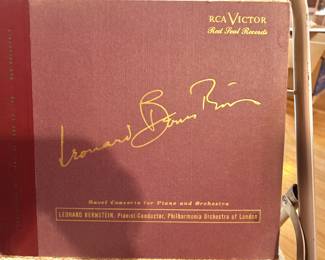 RCA VICTOR
Red Seal Records
Leonard Bernstein
Ravel Concerto for Piano and Orchestra
LEONARD BERNSTEIN, Pianist-Conductor, Philharmonia Orchestra of London